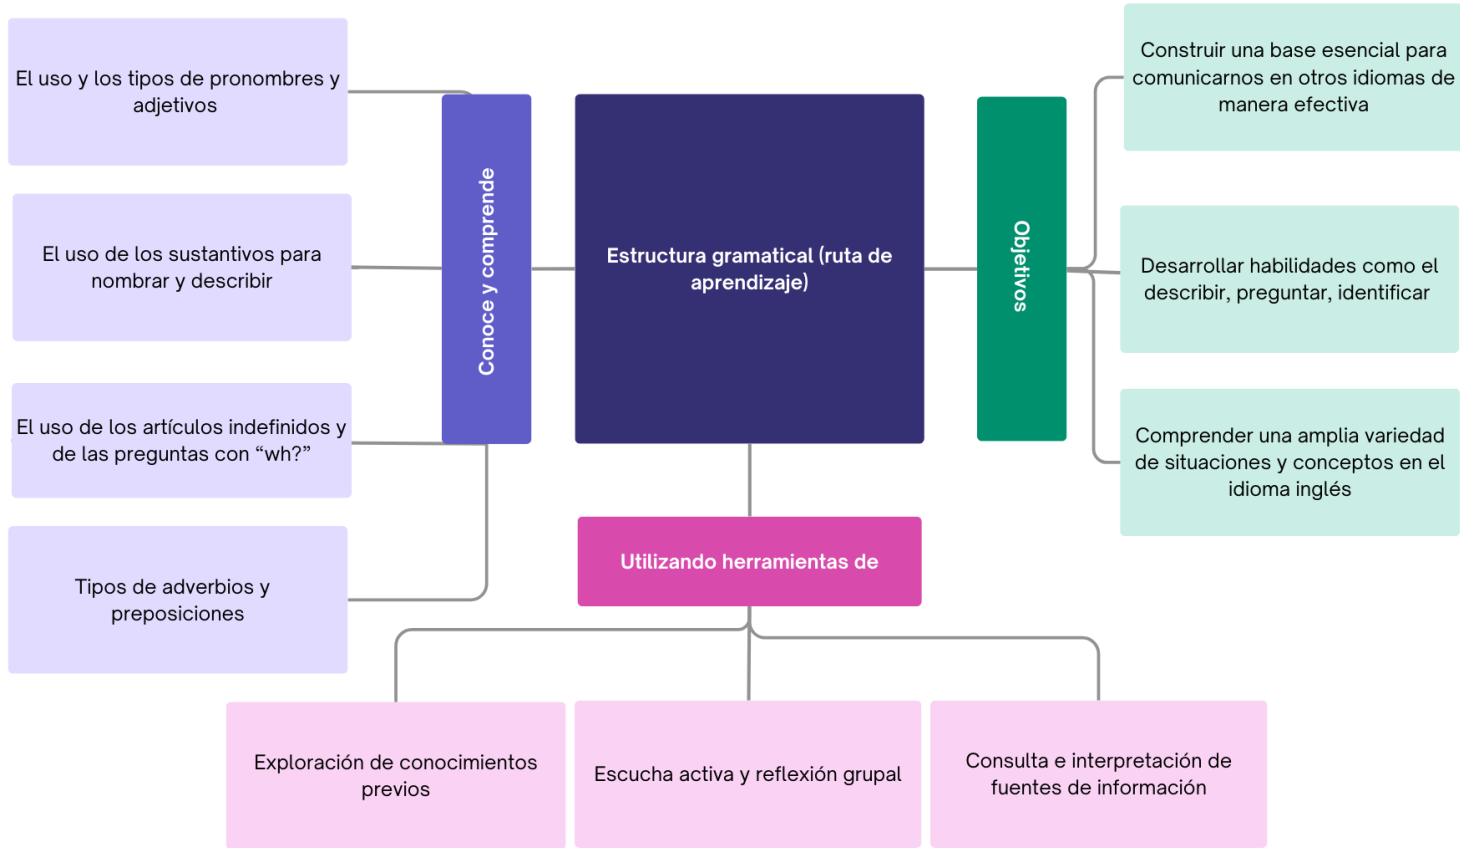 El uso y los tipos de pronombres y
adjetivos
El uso de los sustantivos para
nombrar y describir
El uso de los artículos indefinidos y
de las preguntas con “wh?”
Tipos de adverbios y
preposiciones
Conoce y comprende
Estructura gramatical (ruta de
aprendizaje)
Objetivos
Construir una base esencial para
comunicarnos en otros idiomas de
manera efectiva
Desarrollar habilidades como el
describir, preguntar, identificar
Comprender una amplia variedad
de situaciones y conceptos en el
idioma inglés
Utilizando herramientas de
Exploración de conocimientos
previos
Escucha activa y reflexión grupal
Consulta e interpretación de
fuentes de información